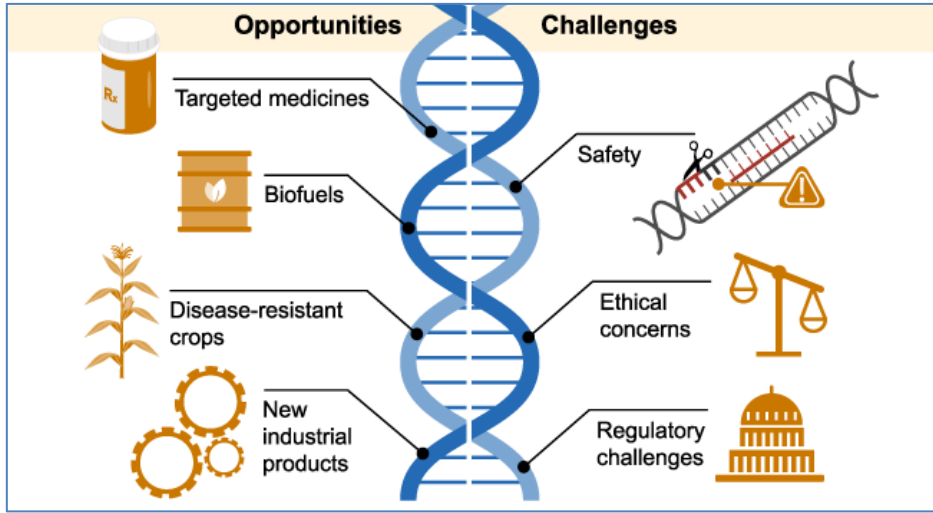 Opportunities
Challenges
Rx
Targeted medicines
Safety
Biofuels
Disease-resistant
crops
Ethical
concerns
New
industrial
products
Regulatory
challenges